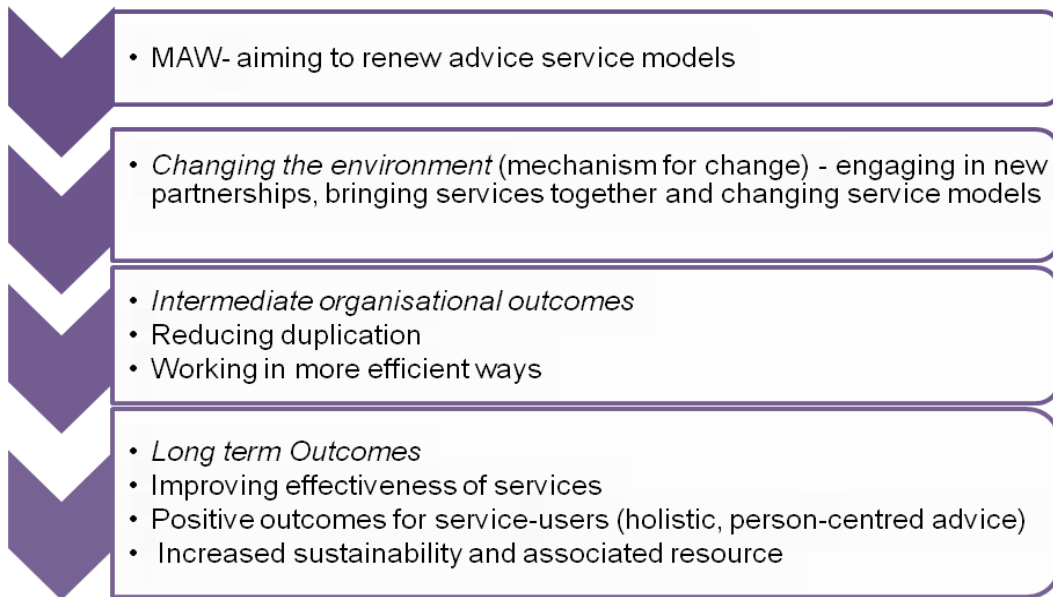 • MAW- aiming to renew advice service models
• Changing the environment (mechanism for change) - engaging in new
partnerships, bringing services together and changing service models
• Intermediate organisational outcomes
• Reducing duplication
• Working in more efficient ways
• Long term Outcomes
• Improving effectiveness of services
• Positive outcomes for service-users (holistic, person-centred advice)
• Increased sustainability and associated resource